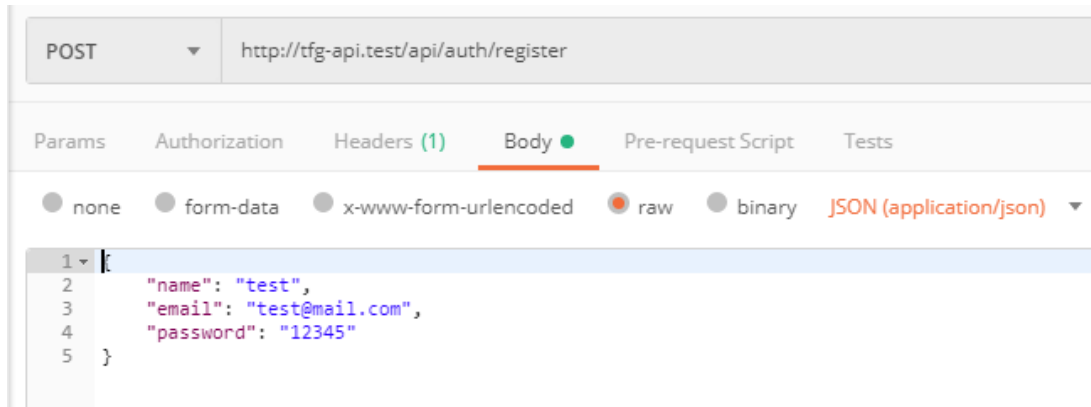 POST http://tfg-api.test/api/auth/register
Params Authorization Headers (1) Body Pre-request Script Tests
none form-data x-www-form-urlencoded raw binary JSON (application/json)
1 {
2 "name": "test",
3 "email": "test@mail.com",
4 "password": "12345"
5 }